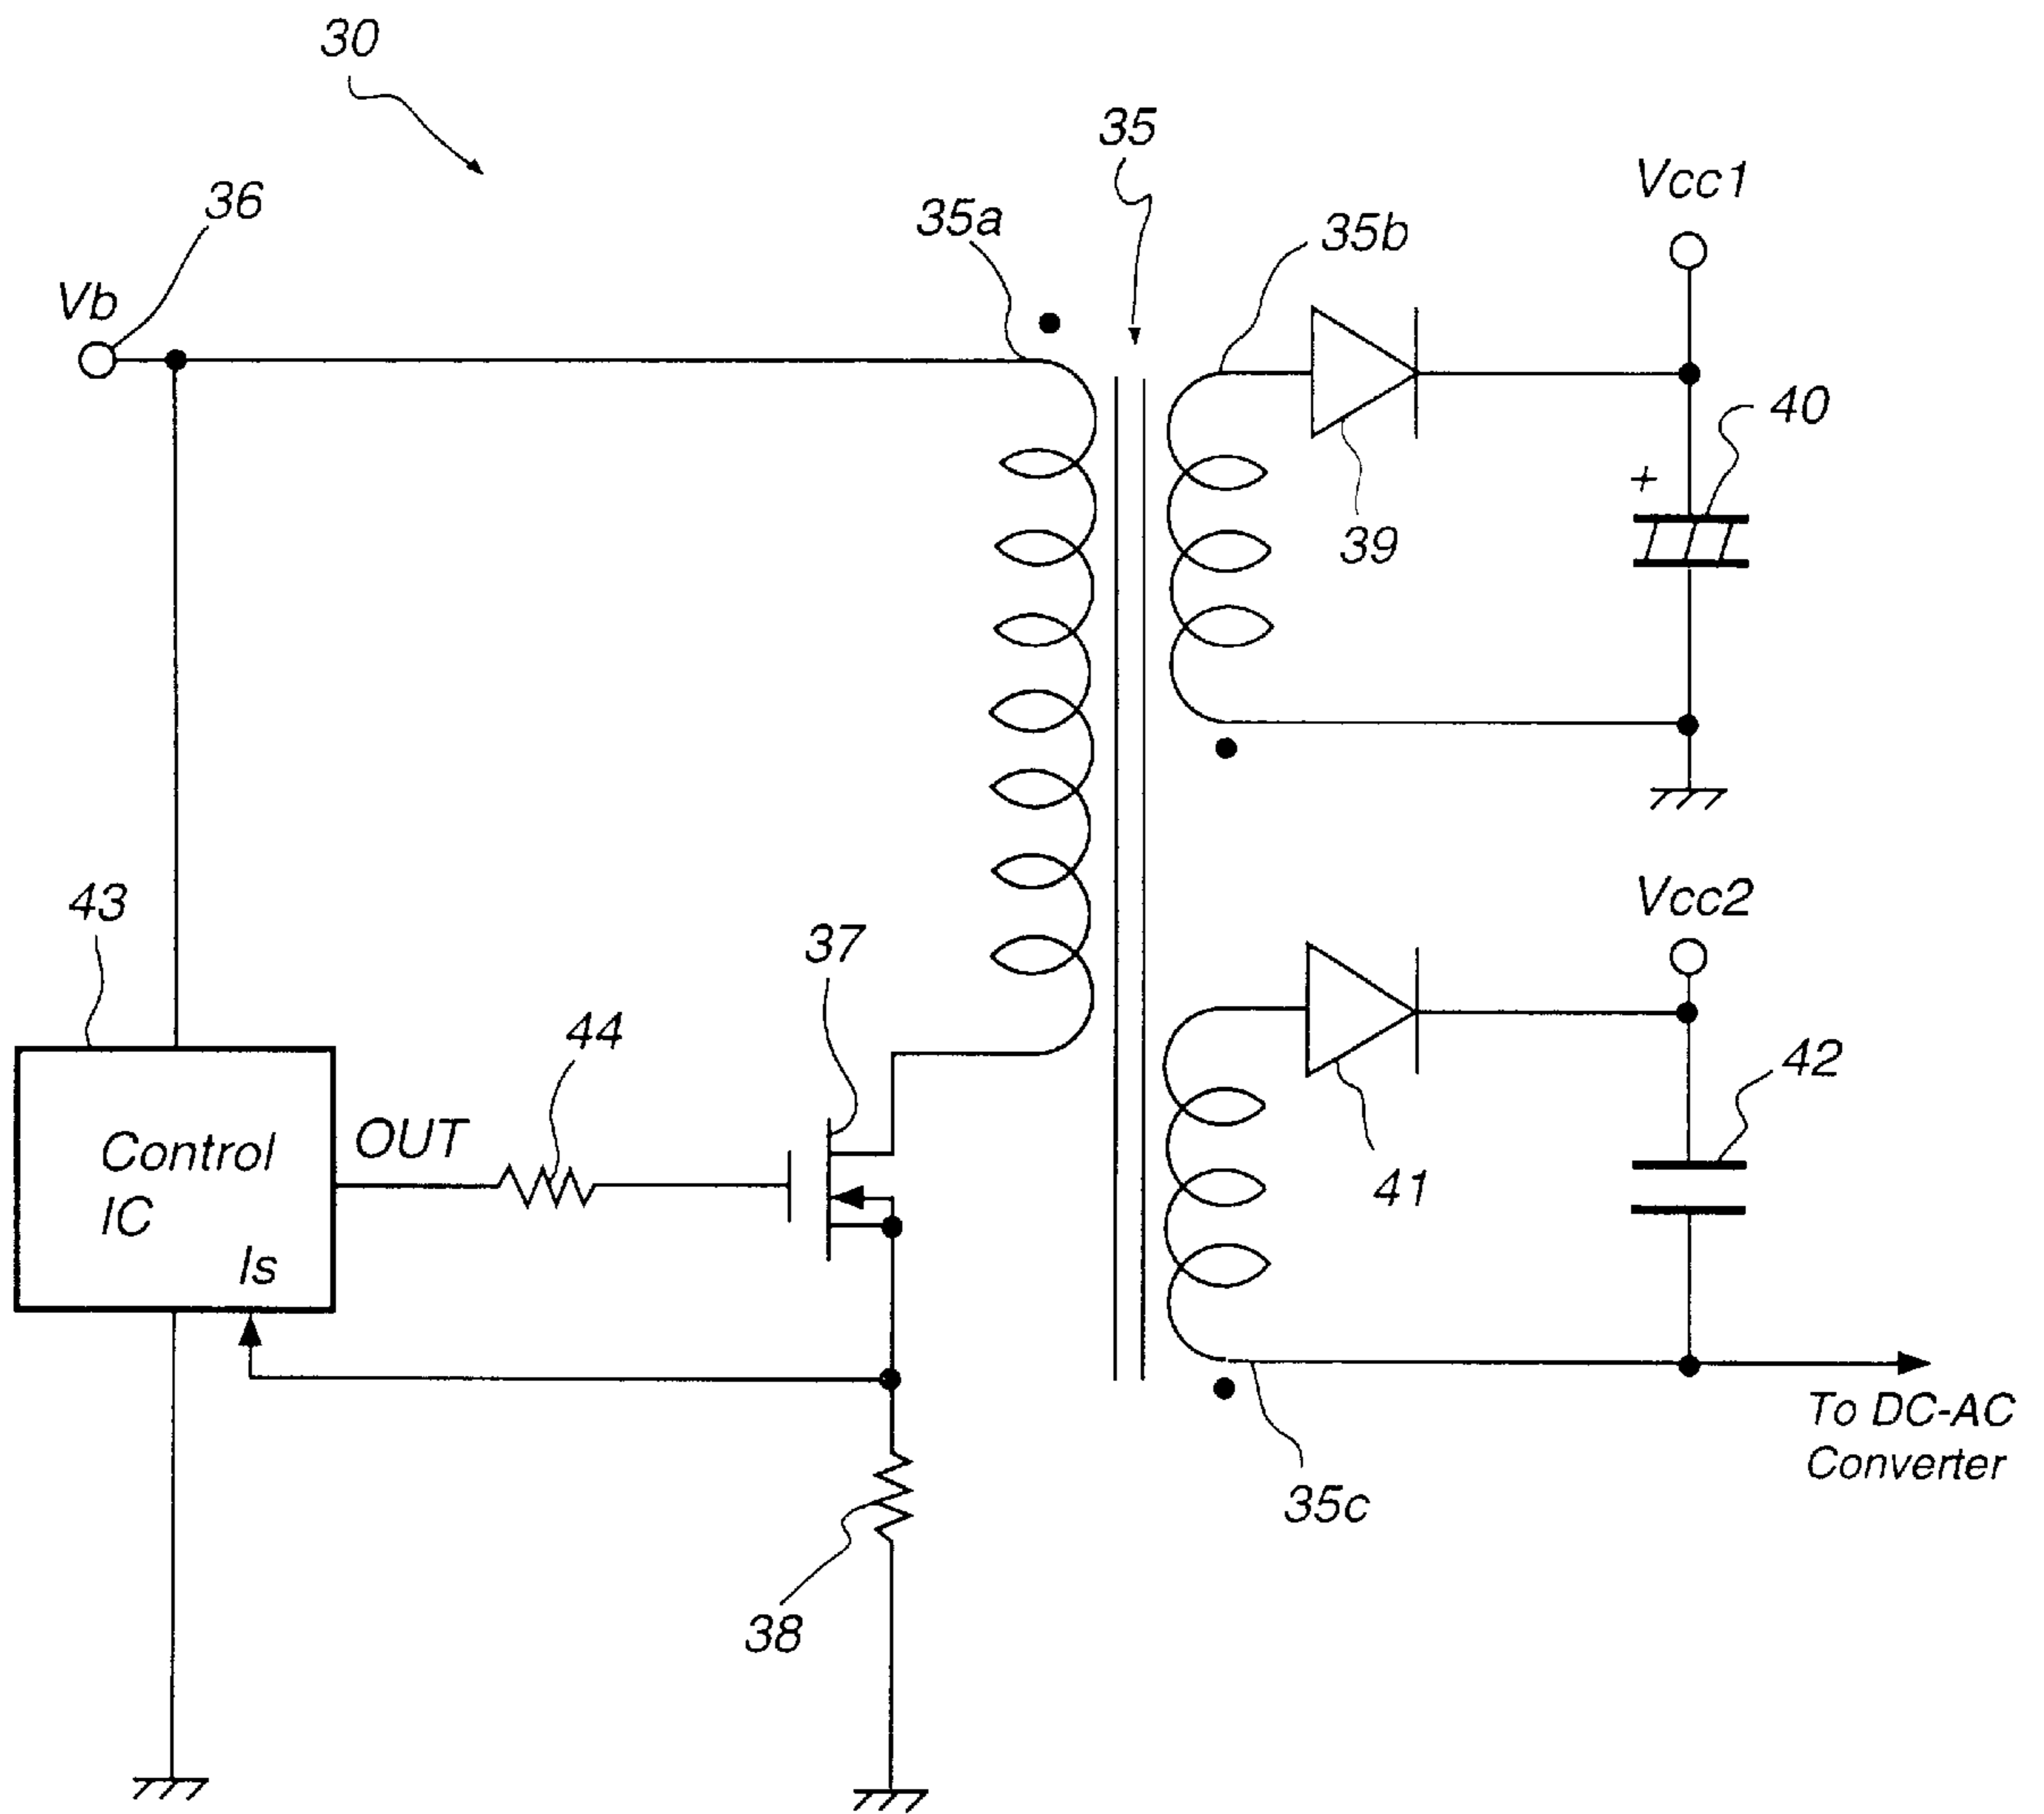 30
35
Vcc1
36
35a
35b
Vb
40
+
39
43
Vcc2
37
44
42
Control
IC
OUT
41
Is
To DC-AC
Converter
35c
38